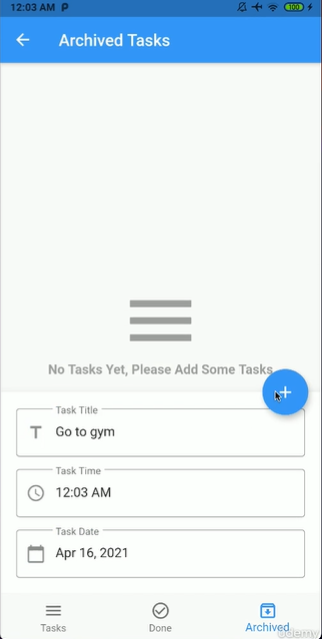 12:03 AM P
100
Archived Tasks
No Tasks Yet, Please Add Some Tasks
Task Title
Go to gym
Task Time
12:03 AM
Task Date
Apr 16, 2021
Tasks
Done
Archived
udemy